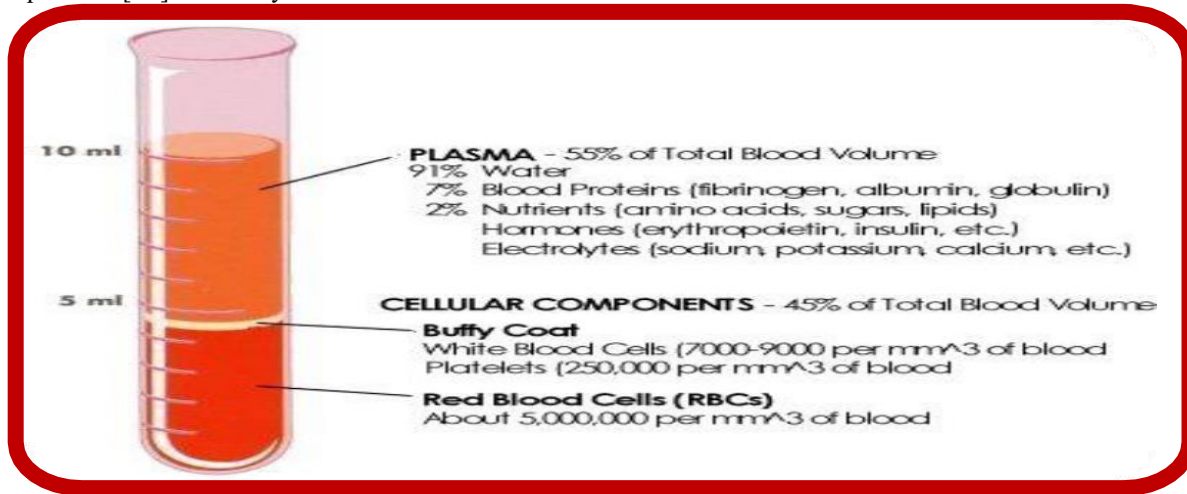 10 ml
PLASMA - 55% of Total Blood Volume
91% Water
7% Blood Proteins (fibrinogen, albumin, globulin)
2% Nutrients (amino acids, sugars, lipids)
Hormones (erythropoietin, insulin, etc.)
Electrolytes (sodium, potassium, calcium, etc.)
5 ml
CELLULAR COMPONENTS - 45% of Total Blood Volume
Buffy Coat
White Blood Cells (7000-9000 per mm^3 of blood
Platelets (250,000 per mm^3 of blood
Red Blood Cells (RBCs)
About 5,000,000 per mm^3 of blood